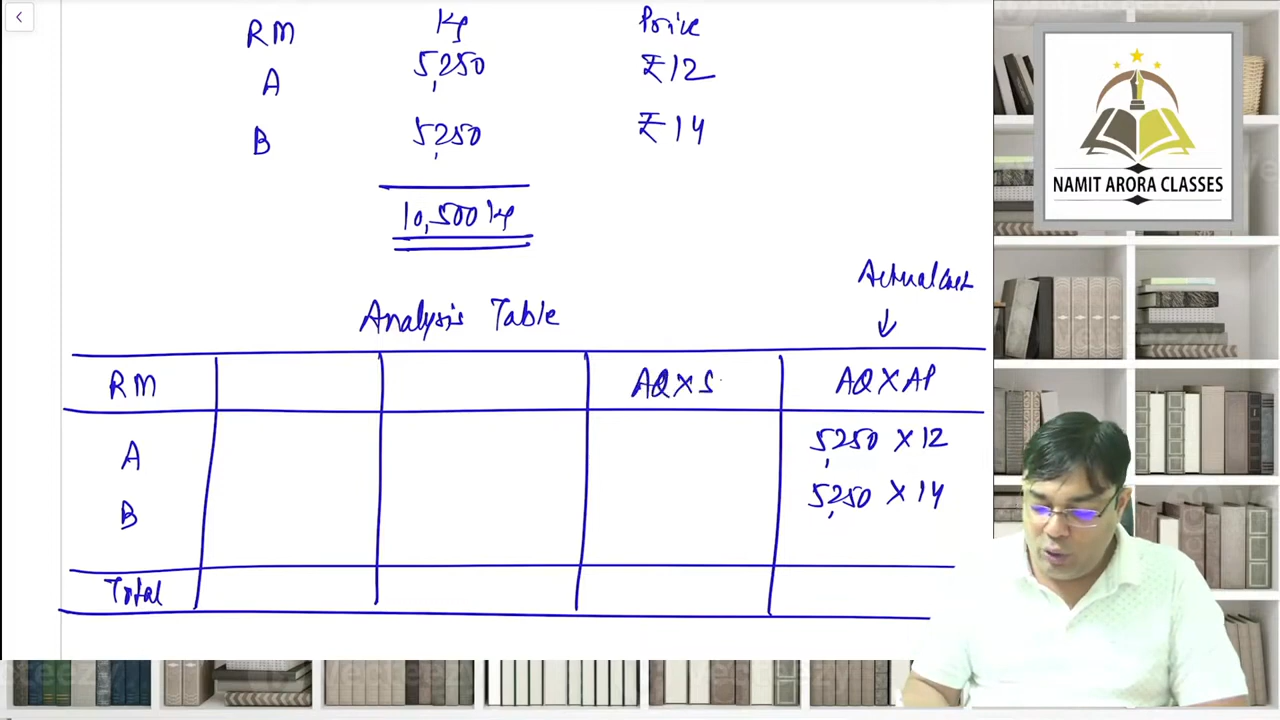 RM Kg Price
A 5,250 ₹12
B 5,250 ₹14
10,500 kg
NAMIT ARORA CLASSES
Actual cost
Analysis Table
RM AQ×S AQ×AP
A 5,250 × 12
B 5,250 × 14
Total